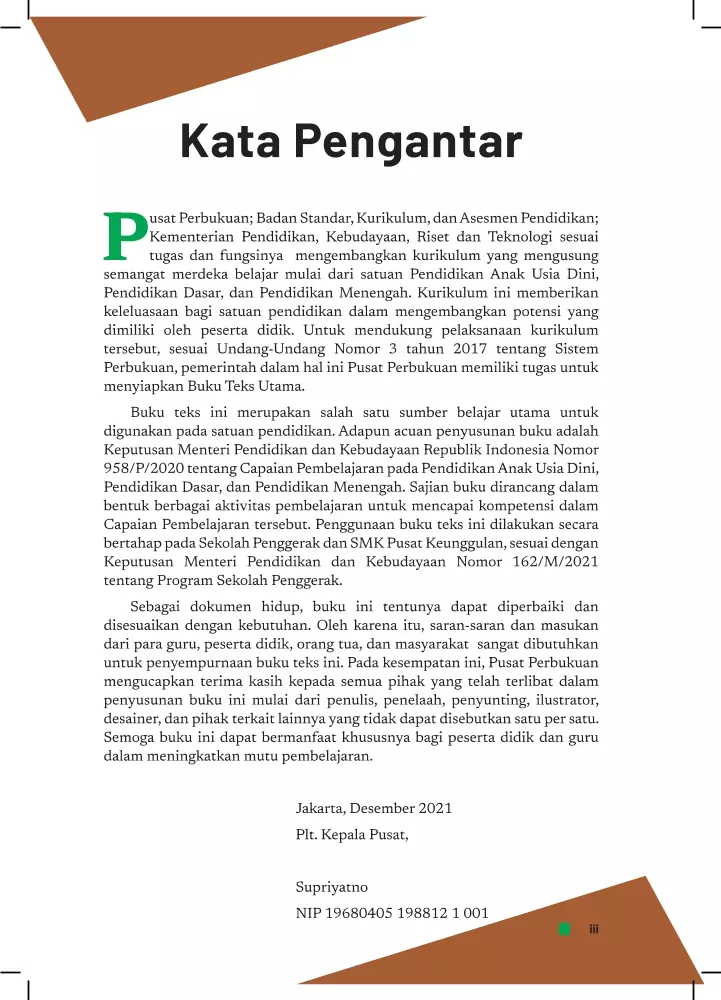 Kata Pengantar
Pusat Perbukuan; Badan Standar, Kurikulum, dan Asesmen Pendidikan;
Kementerian Pendidikan, Kebudayaan, Riset dan Teknologi sesuai
tugas dan fungsinya mengembangkan kurikulum yang mengusung
semangat merdeka belajar mulai dari satuan Pendidikan Anak Usia Dini,
Pendidikan Dasar, dan Pendidikan Menengah. Kurikulum ini memberikan
keleluasaan bagi satuan pendidikan dalam mengembangkan potensi yang
dimiliki oleh peserta didik. Untuk mendukung pelaksanaan kurikulum
tersebut, sesuai Undang-Undang Nomor 3 tahun 2017 tentang Sistem
Perbukuan, pemerintah dalam hal ini Pusat Perbukuan memiliki tugas untuk
menyiapkan Buku Teks Utama.
Buku teks ini merupakan salah satu sumber belajar utama untuk
digunakan pada satuan pendidikan. Adapun acuan penyusunan buku adalah
Keputusan Menteri Pendidikan dan Kebudayaan Republik Indonesia Nomor
958/P/2020 tentang Capaian Pembelajaran pada Pendidikan Anak Usia Dini,
Pendidikan Dasar, dan Pendidikan Menengah. Sajian buku dirancang dalam
bentuk berbagai aktivitas pembelajaran untuk mencapai kompetensi dalam
Capaian Pembelajaran tersebut. Penggunaan buku teks ini dilakukan secara
bertahap pada Sekolah Penggerak dan SMK Pusat Keunggulan, sesuai dengan
Keputusan Menteri Pendidikan dan Kebudayaan Nomor 162/M/2021
tentang Program Sekolah Penggerak.
Sebagai dokumen hidup, buku ini tentunya dapat diperbaiki dan
disesuaikan dengan kebutuhan. Oleh karena itu, saran-saran dan masukan
dari para guru, peserta didik, orang tua, dan masyarakat sangat dibutuhkan
untuk penyempurnaan buku teks ini. Pada kesempatan ini, Pusat Perbukuan
mengucapkan terima kasih kepada semua pihak yang telah terlibat dalam
penyusunan buku ini mulai dari penulis, penelaah, penyunting, ilustrator,
desainer, dan pihak terkait lainnya yang tidak dapat disebutkan satu per satu.
Semoga buku ini dapat bermanfaat khususnya bagi peserta didik dan guru
dalam meningkatkan mutu pembelajaran.
Jakarta, Desember 2021
Plt. Kepala Pusat,
Supriyatno
NIP 19680405 198812 1 001
iii